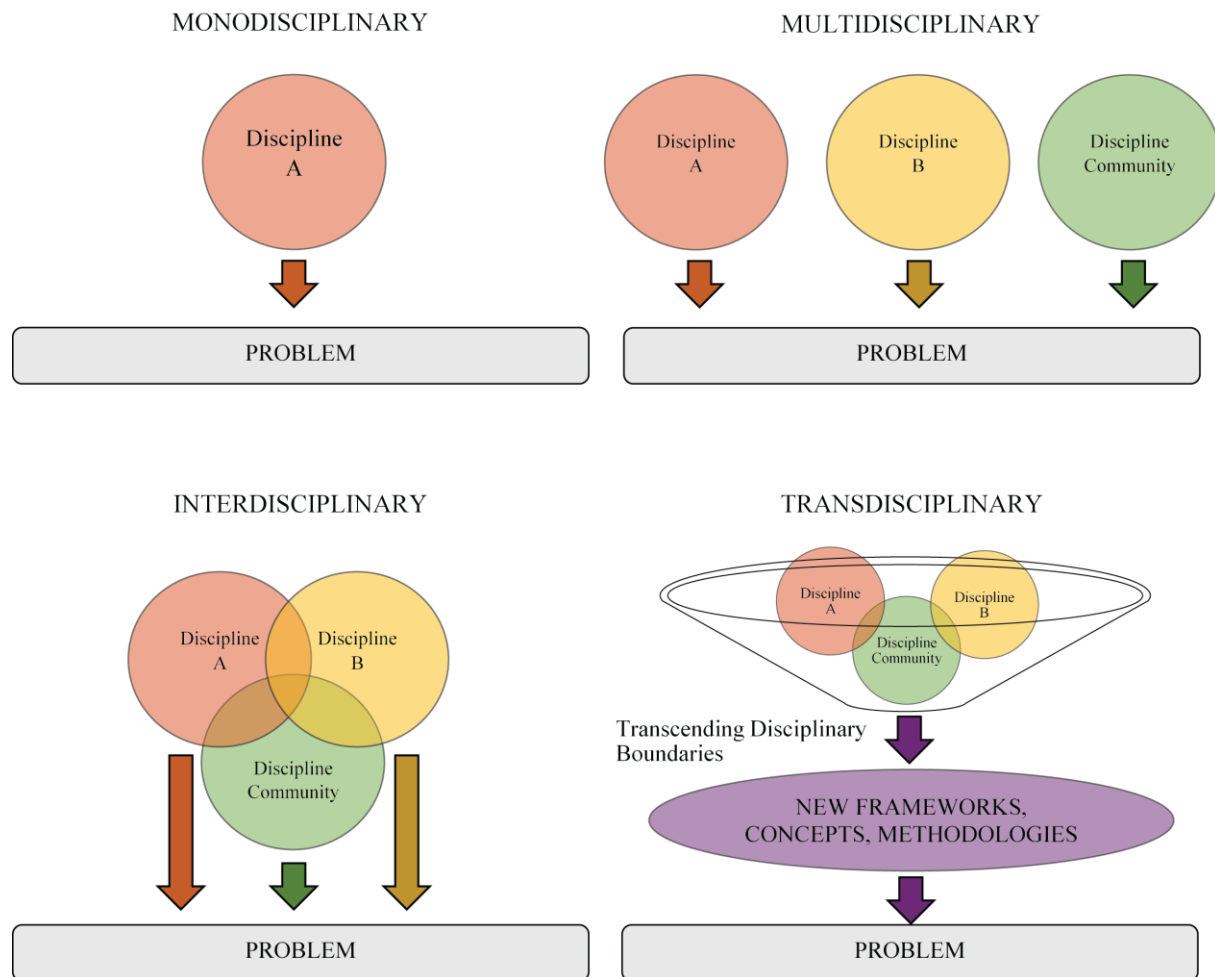 MONODISCIPLINARY
Discipline
A
PROBLEM
MULTIDISCIPLINARY
Discipline
A
Discipline
B
Discipline
Community
PROBLEM
INTERDISCIPLINARY
Discipline
A
Discipline
B
Discipline
Community
PROBLEM
TRANSDISCIPLINARY
Discipline
A
Discipline
B
Discipline
Community
Transcending Disciplinary
Boundaries
NEW FRAMEWORKS,
CONCEPTS, METHODOLOGIES
PROBLEM